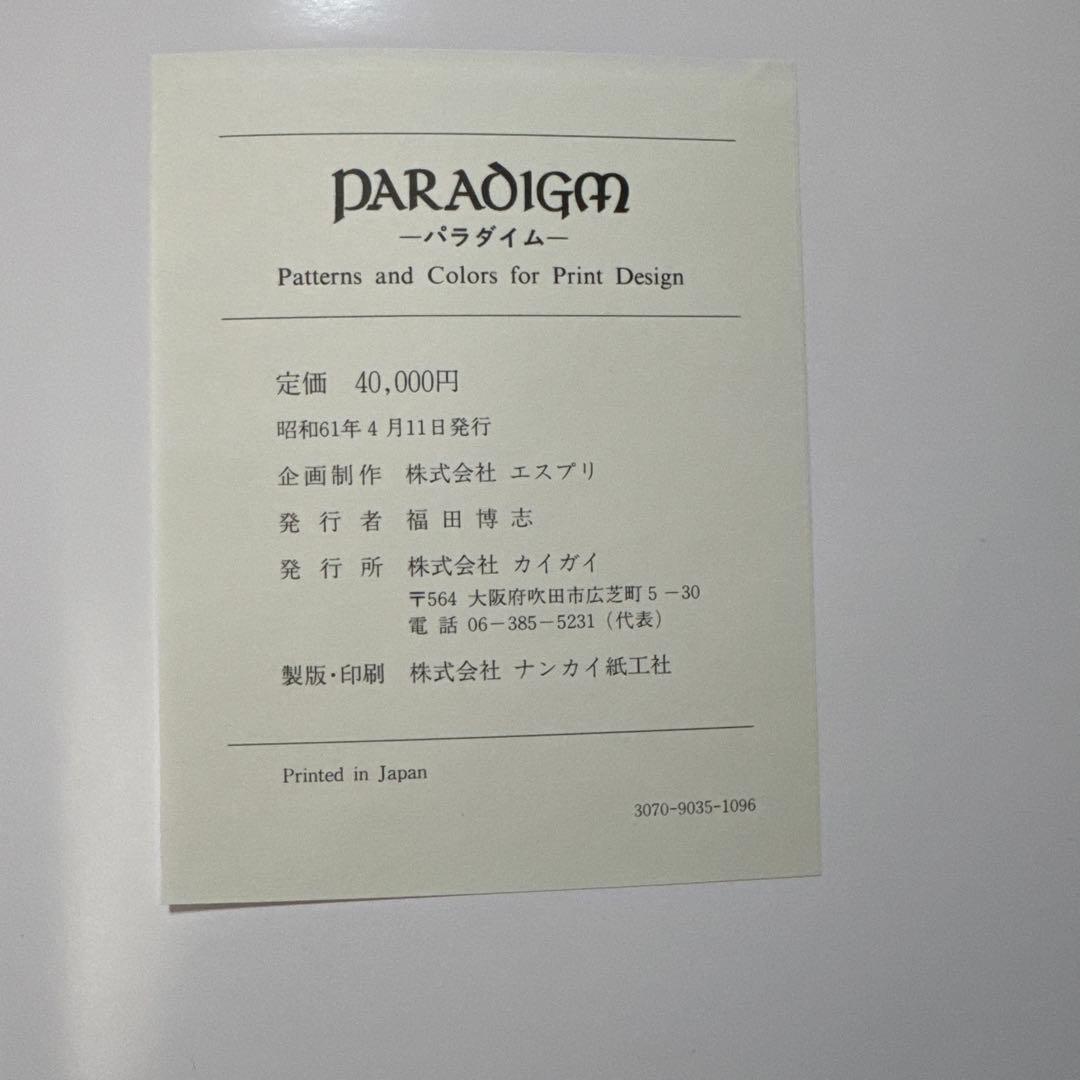 PARADIGM
―パラダイム―
Patterns and Colors for Print Design
定価 40,000円
昭和61年4月11日発行
企画制作 株式会社 エスプリ
発行者 福田博志
発行所 株式会社 カイガイ
〒564 大阪府吹田市広芝町5-30
電話 06-385-5231（代表）
製版・印刷 株式会社 ナンカイ紙工社
Printed in Japan
3070-9035-1096